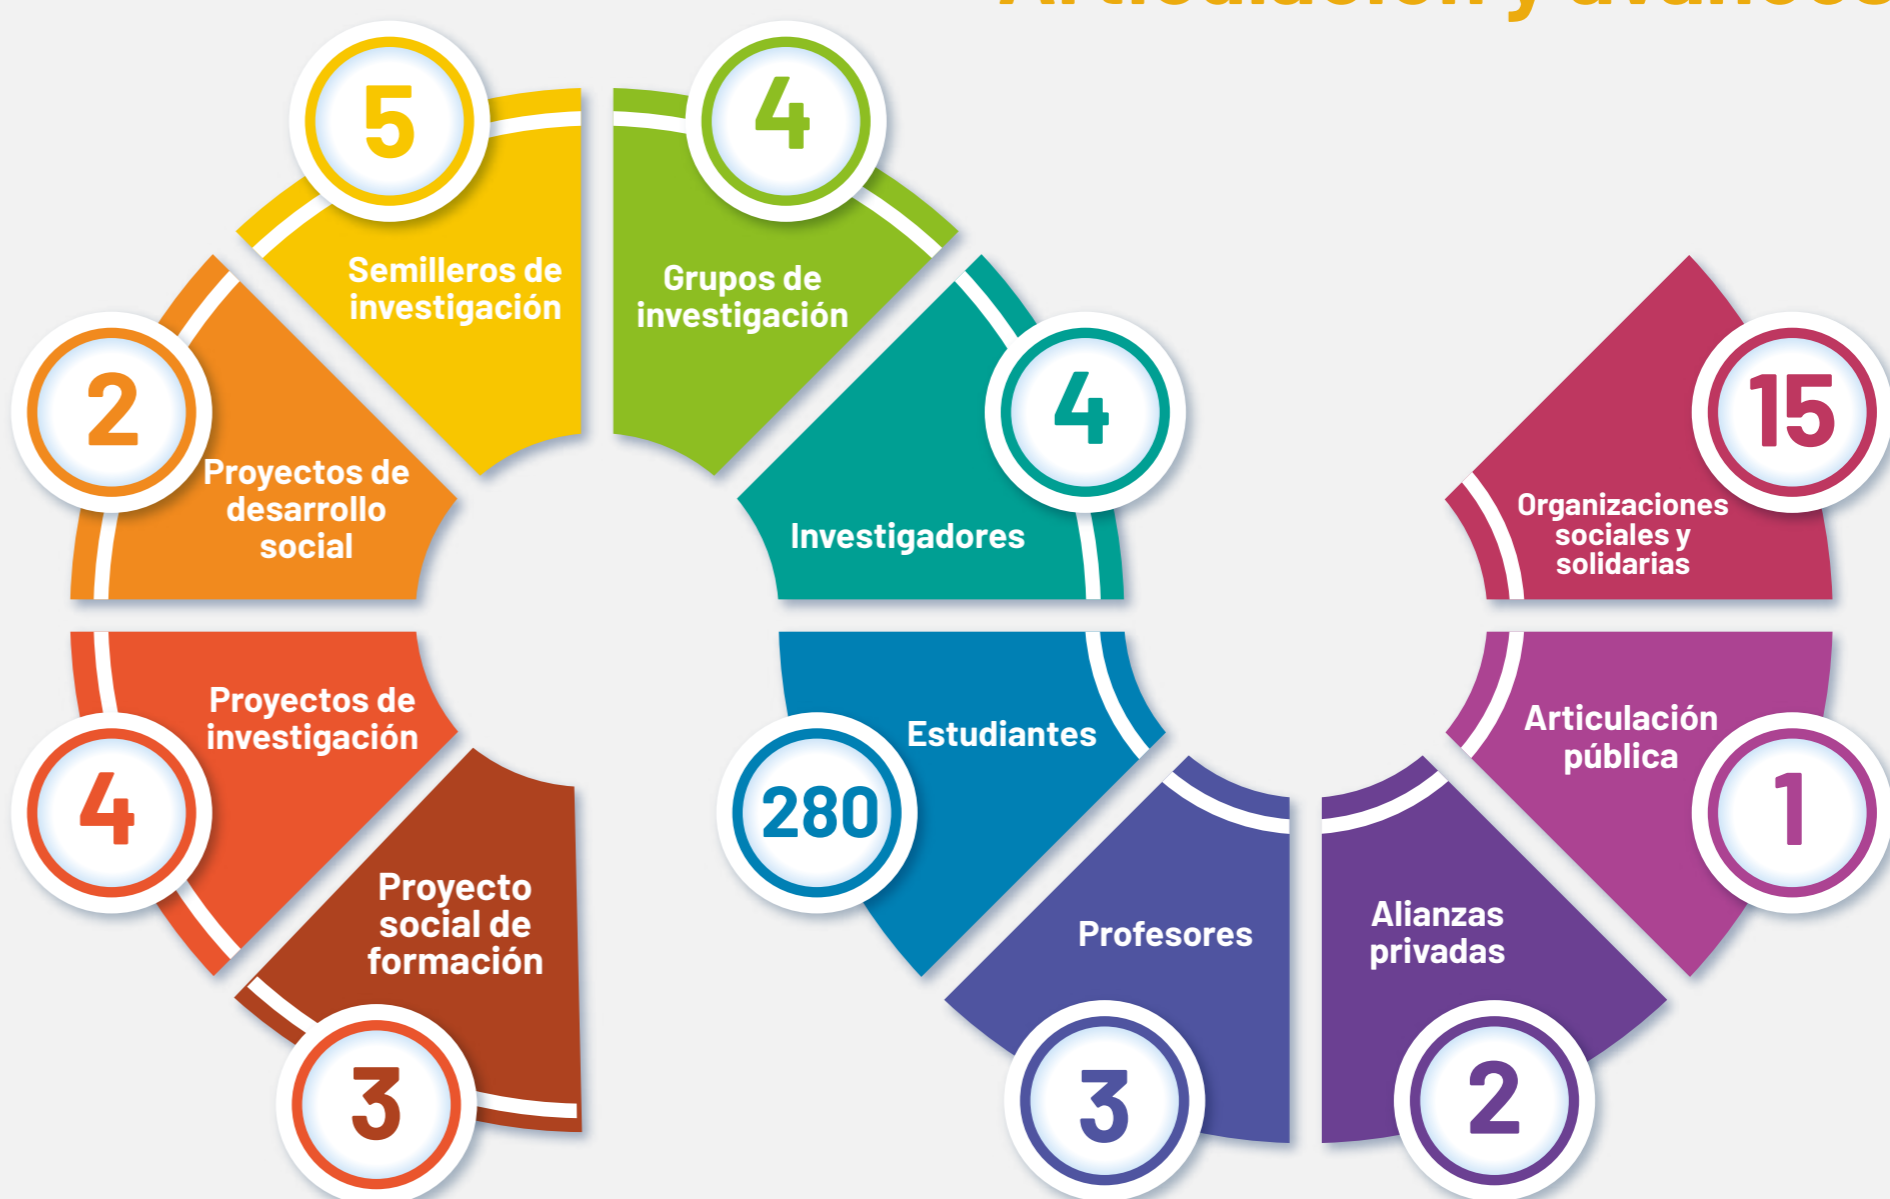 Articulación y avances
5
Semilleros de
investigación
4
Grupos de
investigación
2
Proyectos de
desarrollo
social
4
Investigadores
15
Organizaciones
sociales y
solidarias
4
Proyectos de
investigación
280
Estudiantes
Articulación
pública
1
3
Proyecto
social de
formación
3
Profesores
2
Alianzas
privadas